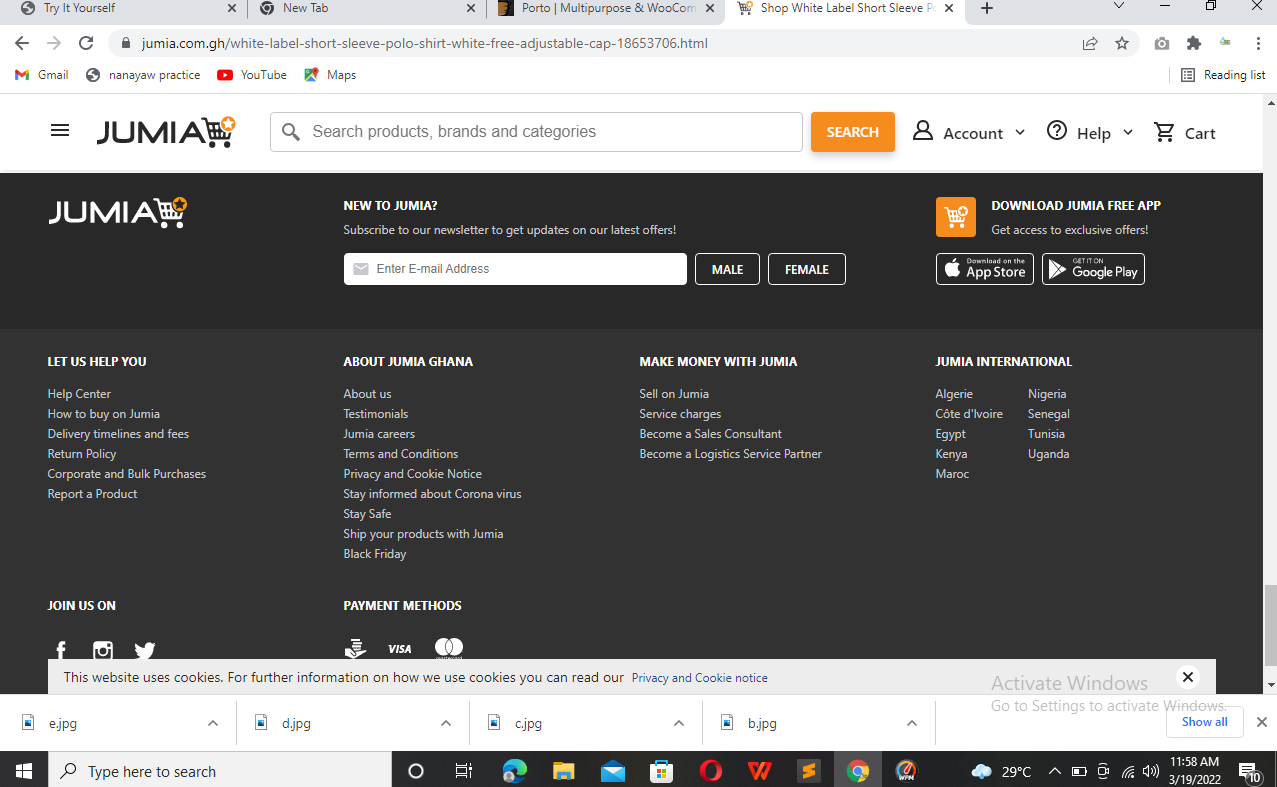 Try It Yourself
New Tab
Porto | Multipurpose & WooCom
Shop White Label Short Sleeve P
jumia.com.gh/white-label-short-sleeve-polo-shirt-white-free-adjustable-cap-18653706.html
Gmail
nanayaw practice
YouTube
Maps
Reading list
JUMIA
Search products, brands and categories
SEARCH
Account
Help
Cart
JUMIA
NEW TO JUMIA?
Subscribe to our newsletter to get updates on our latest offers!
Enter E-mail Address
MALE
FEMALE
DOWNLOAD JUMIA FREE APP
Get access to exclusive offers!
Download on the
App Store
GET IT ON
Google Play
LET US HELP YOU
Help Center
How to buy on Jumia
Delivery timelines and fees
Return Policy
Corporate and Bulk Purchases
Report a Product
ABOUT JUMIA GHANA
About us
Testimonials
Jumia careers
Terms and Conditions
Privacy and Cookie Notice
Stay informed about Corona virus
Stay Safe
Ship your products with Jumia
Black Friday
MAKE MONEY WITH JUMIA
Sell on Jumia
Service charges
Become a Sales Consultant
Become a Logistics Service Partner
JUMIA INTERNATIONAL
Algerie
Côte d'Ivoire
Egypt
Kenya
Maroc
Nigeria
Senegal
Tunisia
Uganda
JOIN US ON
PAYMENT METHODS
VISA
This website uses cookies. For further information on how we use cookies you can read our Privacy and Cookie notice
Activate Windows
Go to Settings to activate Windows.
e.jpg
d.jpg
c.jpg
b.jpg
Show all
Type here to search
WPM
29°C
11:58 AM
3/19/2022
10